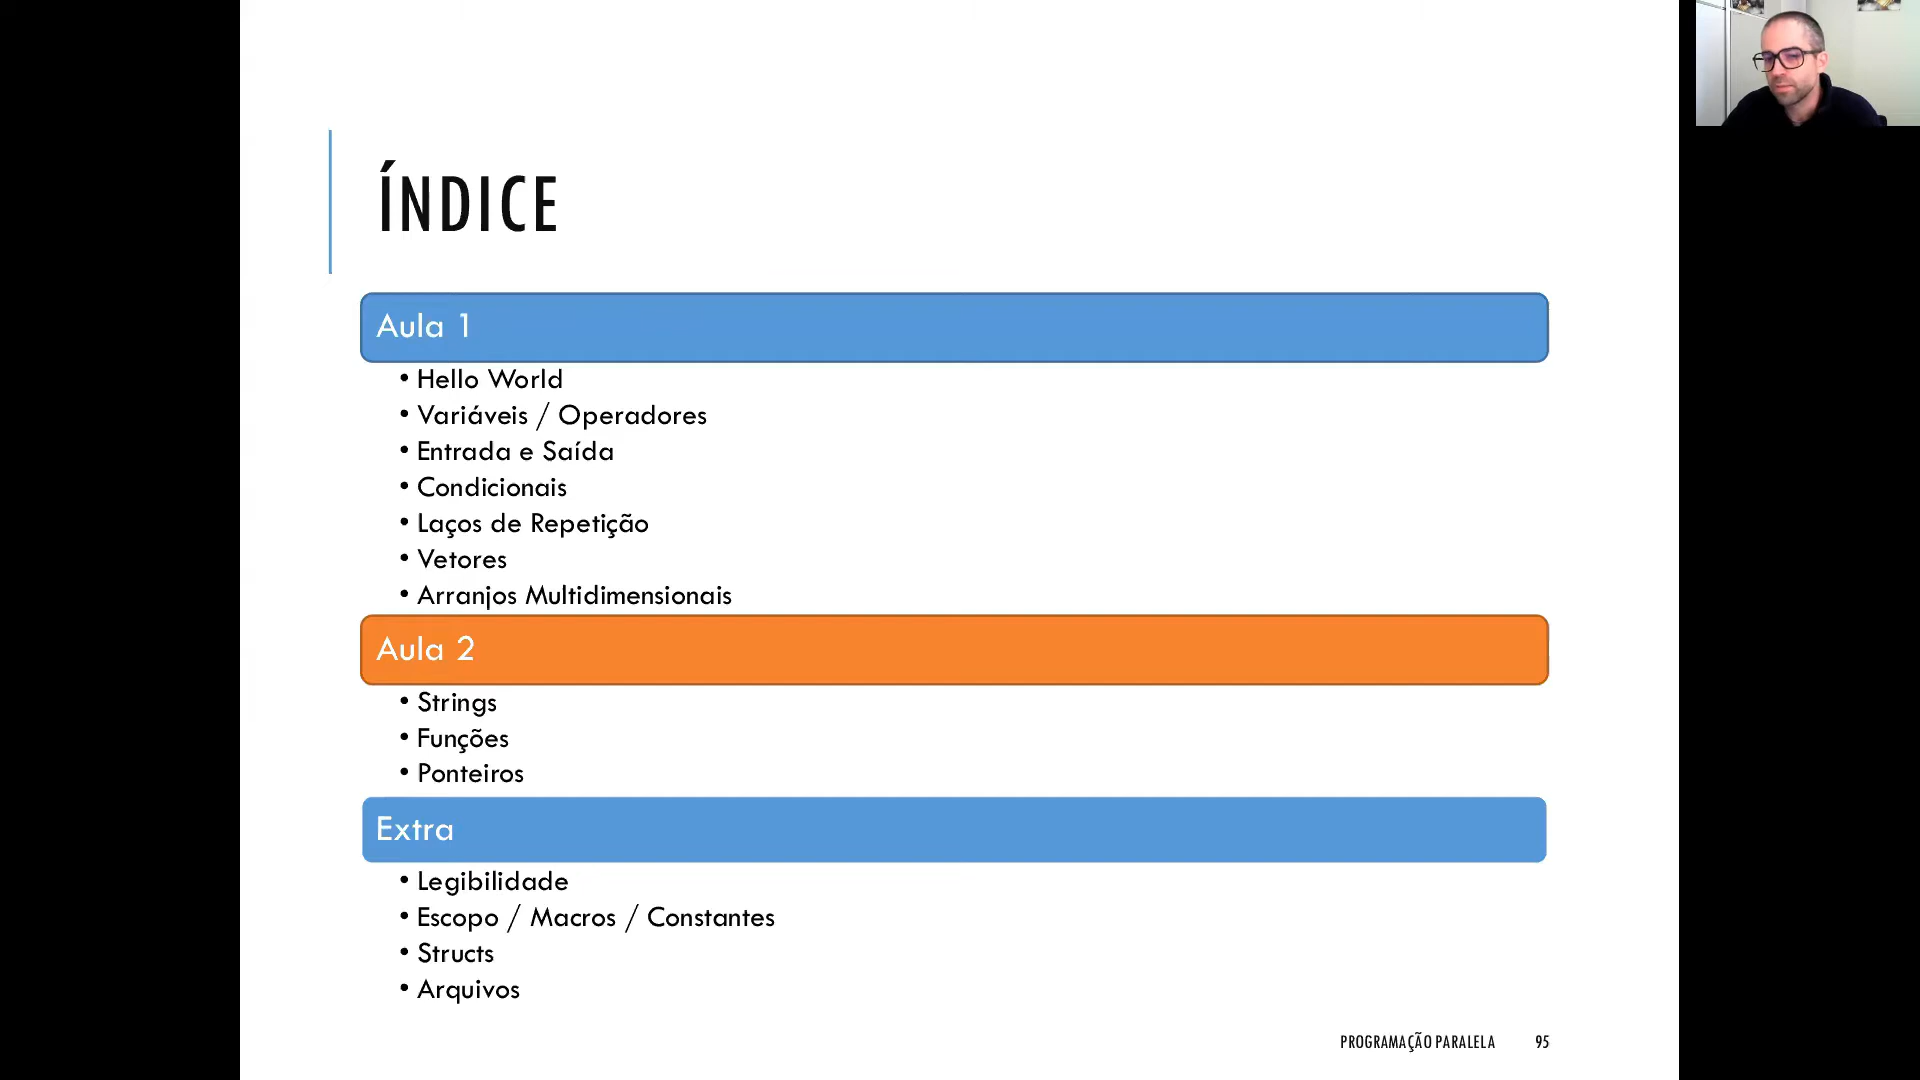 ÍNDICE
Aula 1
• Hello World
• Variáveis / Operadores
• Entrada e Saída
• Condicionais
• Laços de Repetição
• Vetores
• Arranjos Multidimensionais
Aula 2
• Strings
• Funções
• Ponteiros
Extra
• Legibilidade
• Escopo / Macros / Constantes
• Structs
• Arquivos
PROGRAMAÇÃO PARALELA 95